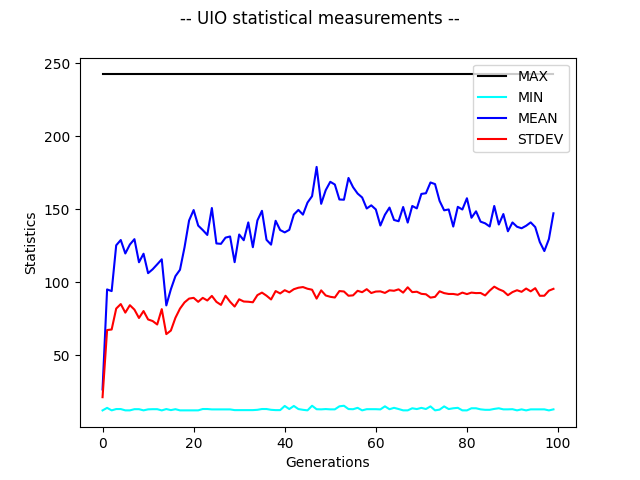 -- UIO statistical measurements --
250
200
150
100
50
0
20
40
60
80
100
Statistics
Generations
MAX
MIN
MEAN
STDEV